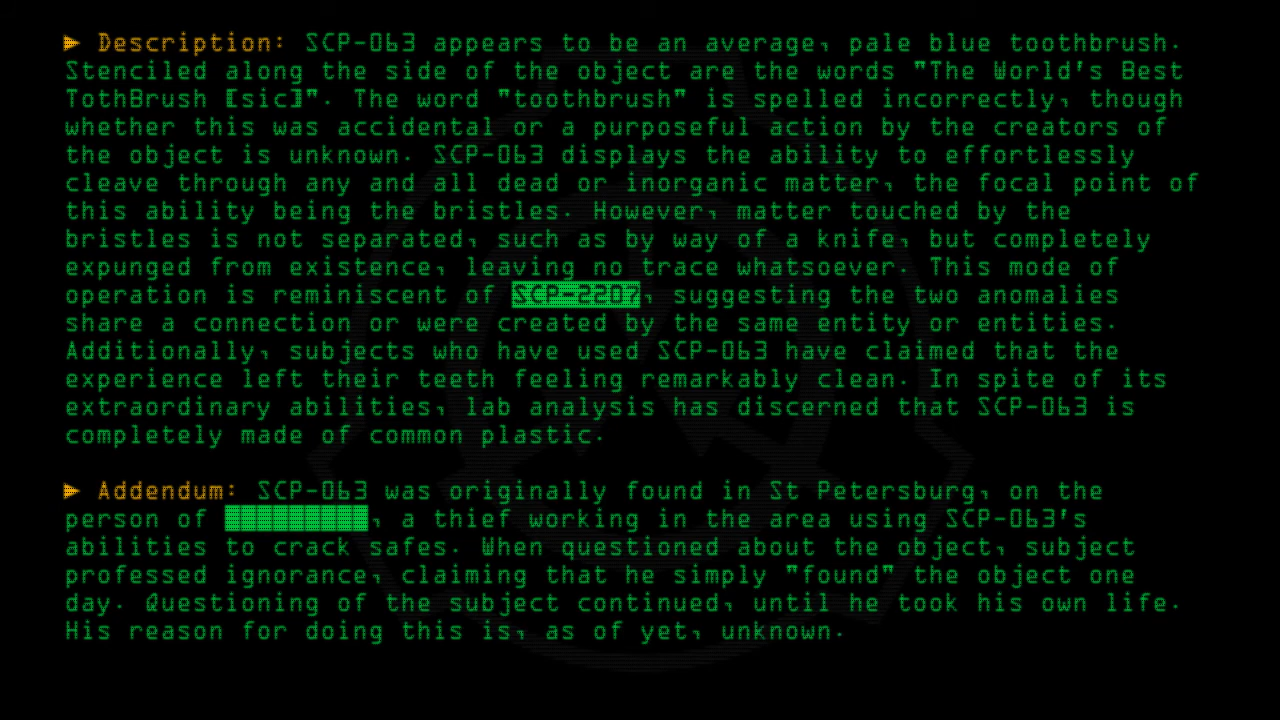 ► Description: SCP-063 appears to be an average, pale blue toothbrush.
Stenciled along the side of the object are the words "The World's Best
TothBrush [sic]". The word "toothbrush" is spelled incorrectly, though
whether this was accidental or a purposeful action by the creators of
the object is unknown. SCP-063 displays the ability to effortlessly
cleave through any and all dead or inorganic matter, the focal point of
this ability being the bristles. However, matter touched by the
bristles is not separated, such as by way of a knife, but completely
expunged from existence, leaving no trace whatsoever. This mode of
operation is reminiscent of SCP-2207, suggesting the two anomalies
share a connection or were created by the same entity or entities.
Additionally, subjects who have used SCP-063 have claimed that the
experience left their teeth feeling remarkably clean. In spite of its
extraordinary abilities, lab analysis has discerned that SCP-063 is
completely made of common plastic.
► Addendum: SCP-063 was originally found in St Petersburg, on the
person of █████████, a thief working in the area using SCP-063's
abilities to crack safes. When questioned about the object, subject
professed ignorance, claiming that he simply "found" the object one
day. Questioning of the subject continued, until he took his own life.
His reason for doing this is, as of yet, unknown.